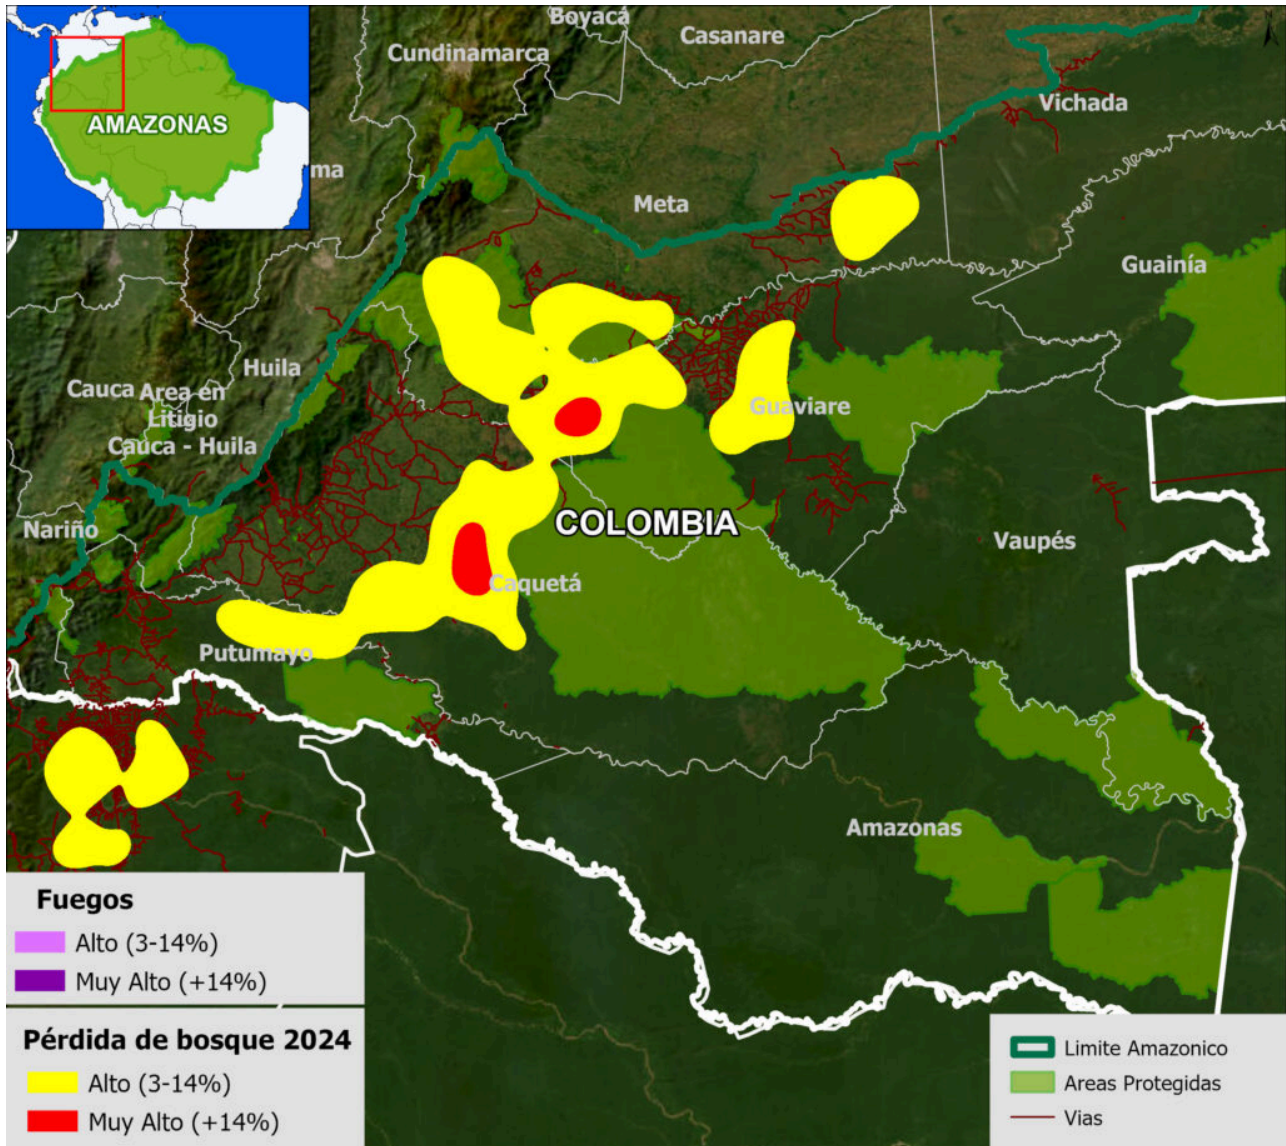 Boyacá
Casanare
Cundinamarca
Vichada
AMAZONAS
ma
Meta
Guainía
Huila
Cauca
Area en
Litigio
Cauca - Huila
Guaviare
Nariño
COLOMBIA
Vaupés
Caquetá
Putumayo
Amazonas
Fuegos
Alto (3-14%)
Muy Alto (+14%)
Pérdida de bosque 2024
Alto (3-14%)
Muy Alto (+14%)
Limite Amazonico
Areas Protegidas
Vias